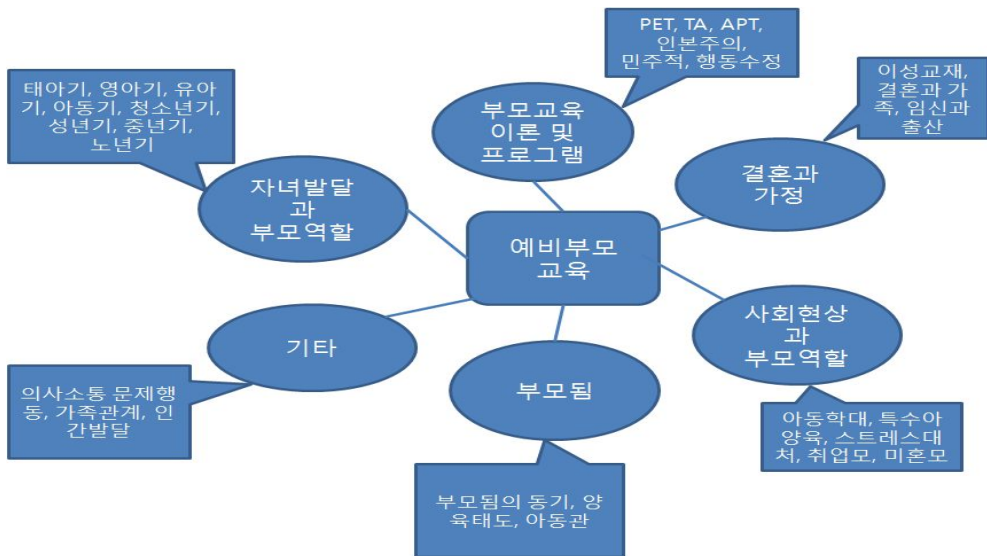 PET, TA, APT,
인본주의,
민주적, 행동수정
태아기, 영아기, 유아
기, 아동기, 청소년기,
성년기, 중년기,
노년기
이성교재,
결혼과 가
족, 임신과
출산
부모교육
이론 및
프로그램
자녀발달
과
부모역할
결혼과
가정
예비부모
교육
기타
사회현상
과
부모역할
부모됨
의사소통 문제행
동, 가족관계, 인
간발달
아동학대, 특수아
양육, 스트레스대
처, 취업모, 미혼모
부모됨의 동기, 양
육태도, 아동관